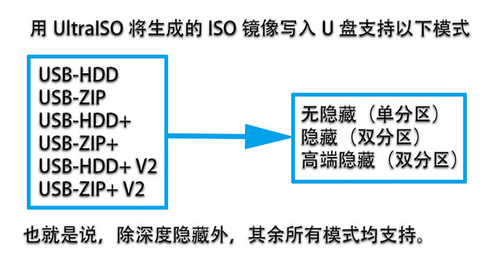 用 UltraISO 将生成的 ISO 镜像写入 U 盘支持以下模式
USB-HDD
USB-ZIP
USB-HDD+
USB-ZIP+
USB-HDD+ V2
USB-ZIP+ V2
无隐藏（单分区）
隐藏（双分区）
高端隐藏（双分区）
也就是说，除深度隐藏外，其余所有模式均支持。